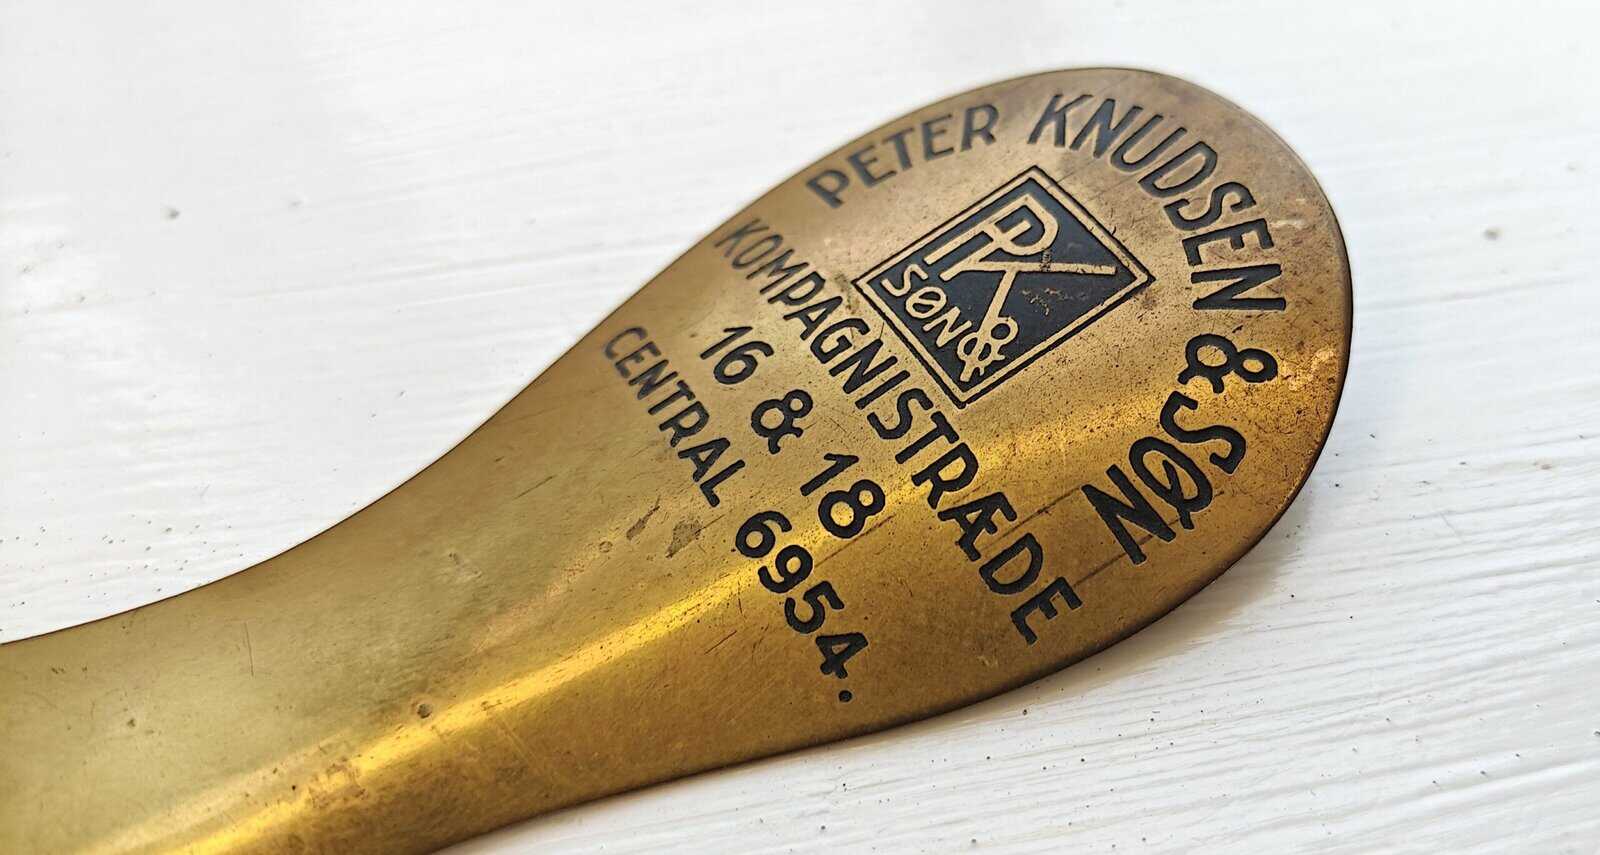 PETER KNUDSEN & SØN
PK
& SØN
KOMPAGNISTRÆDE
16 & 18
CENTRAL 6954.